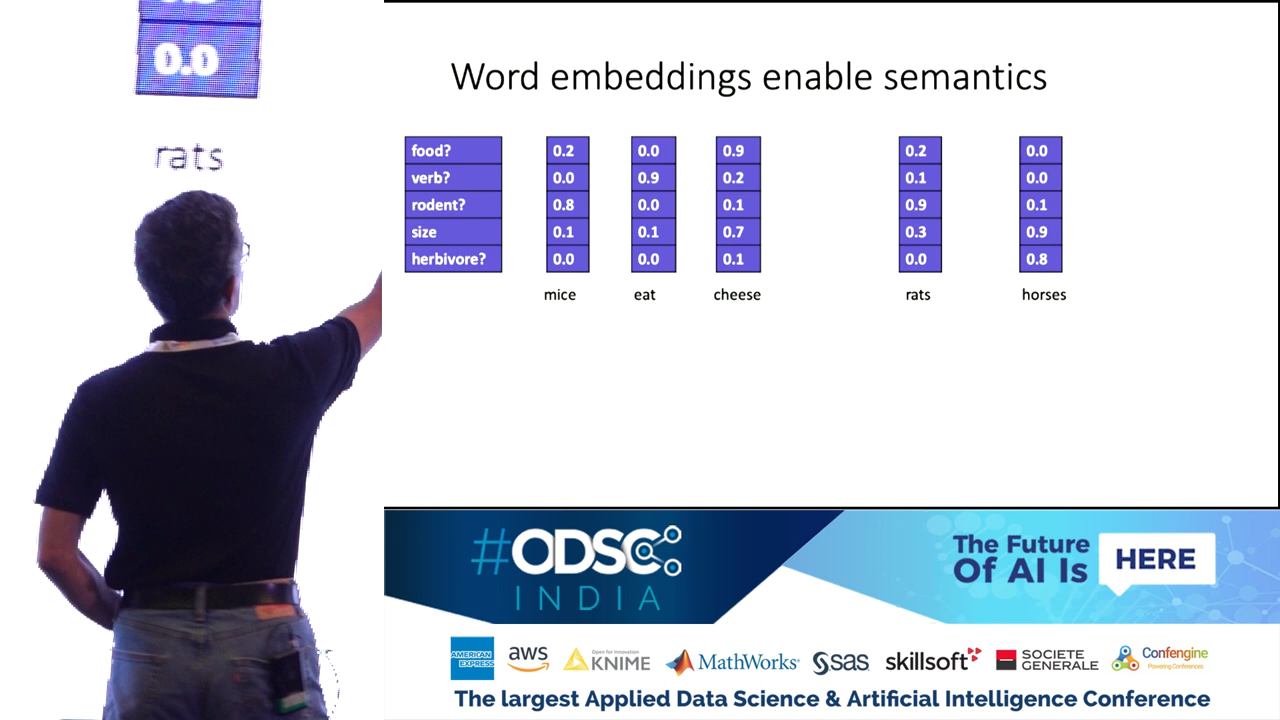 0.0
rats
Word embeddings enable semantics
food? 0.2 0.0 0.9 0.2 0.0
verb? 0.0 0.9 0.2 0.1 0.0
rodent? 0.8 0.0 0.1 0.9 0.1
size 0.1 0.1 0.7 0.3 0.9
herbivore? 0.0 0.0 0.1 0.0 0.8
mice eat cheese rats horses
#ODSC
INDIA
The Future
Of AI Is HERE
AMERICAN
EXPRESS
aws
Open for Innovation
KNIME
MathWorks®
sas
skillsoft
SOCIETE
GENERALE
Confengine
Powering Conferences
The largest Applied Data Science & Artificial Intelligence Conference